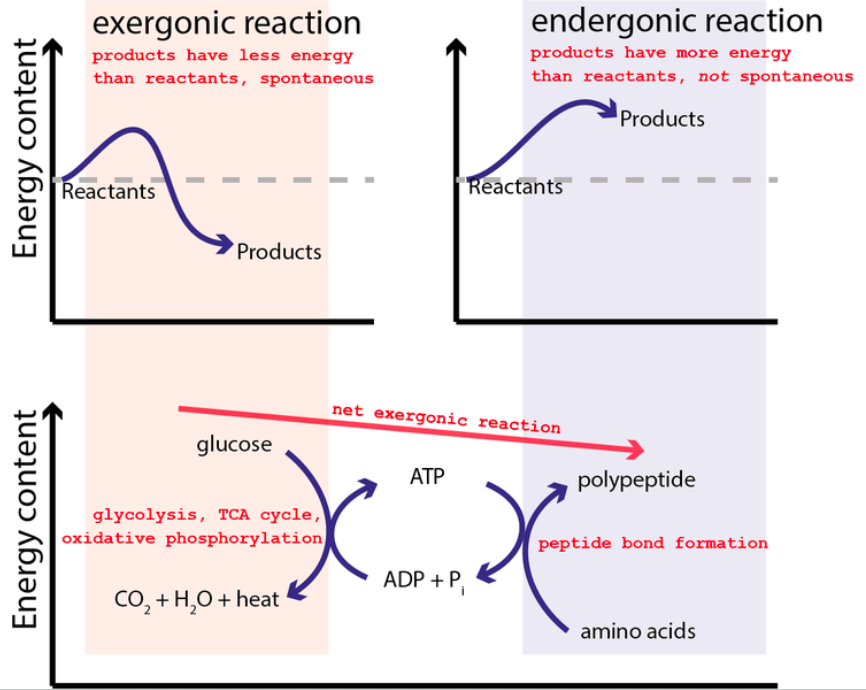 exergonic reaction
products have less energy
than reactants, spontaneous
Energy content
Reactants
Products
endergonic reaction
products have more energy
than reactants, not spontaneous
Products
Reactants
Energy content
net exergonic reaction
glucose
ATP
polypeptide
glycolysis, TCA cycle,
oxidative phosphorylation
peptide bond formation
CO₂ + H₂O + heat
ADP + Pᵢ
amino acids